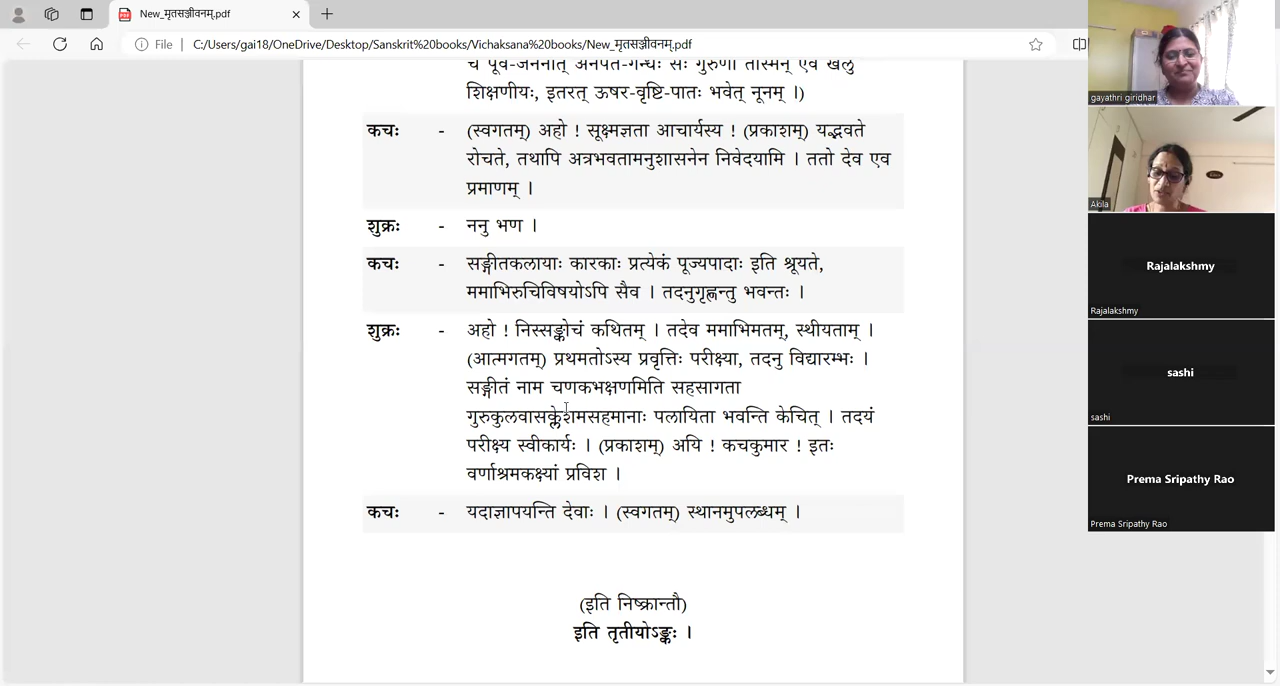 New_मृतसञ्जीवनम्.pdf
File
C:/Users/gai18/OneDrive/Desktop/Sanskrit%20books/Vichaksana%20books/New_मृतसञ्जीवनम्.pdf
च पूर्व-जननात् अनपेत-गन्धः सः गुरुणा तस्मिन् एव खलु
शिक्षणीयः, इतरत् ऊषर-वृष्टि-पातः भवेत् नूनम् ।)
कचः - (स्वगतम्) अहो ! सूक्ष्मज्ञता आचार्यस्य ! (प्रकाशम्) यद्भवते
रोचते, तथापि अत्रभवतामनुशासनेन निवेदयामि । ततो देव एव
प्रमाणम् ।
शुक्रः - ननु भण ।
कचः - सङ्गीतकलायाः कारकाः प्रत्येकं पूज्यपादाः इति श्रूयते,
ममाभिरुचिविषयोऽपि सैव । तदनुगृह्णन्तु भवन्तः ।
शुक्रः - अहो ! निस्सङ्कोचं कथितम् । तदेव ममाभिमतम्, स्थीयताम् ।
(आत्मगतम्) प्रथमतोऽस्य प्रवृत्तिः परीक्ष्या, तदनु विद्यारम्भः ।
सङ्गीतं नाम चणकभक्षणमिति सहसागता
गुरुकुलवासक्लेशमसहमानाः पलायिता भवन्ति केचित् । तदयं
परीक्ष्य स्वीकार्यः । (प्रकाशम्) अयि ! कचकुमार ! इतः
वर्णाश्रमकक्ष्यां प्रविश ।
कचः - यदाज्ञापयन्ति देवाः । (स्वगतम्) स्थानमुपलब्धम् ।
(इति निष्क्रान्तौ)
इति तृतीयोऽङ्कः ।
gayathri giridhar
Akila
Rajalakshmy
Rajalakshmy
sashi
sashi
Prema Sripathy Rao
Prema Sripathy Rao